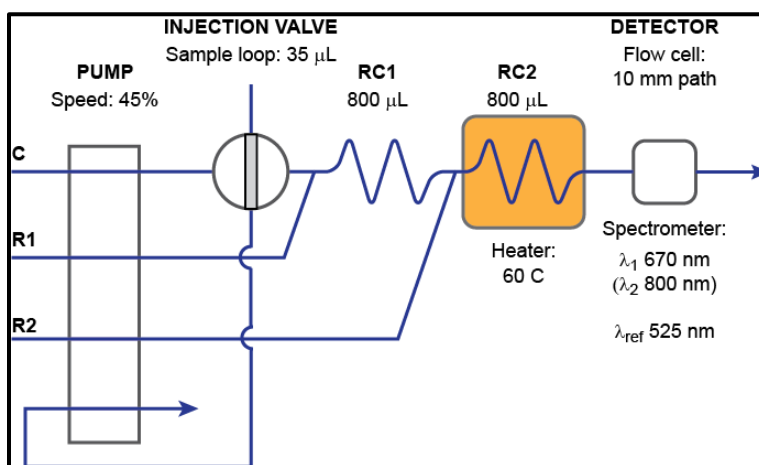 INJECTION VALVE
Sample loop: 35 μL
DETECTOR
Flow cell:
10 mm path
PUMP
Speed: 45%
RC1
800 μL
RC2
800 μL
C
R1
R2
Heater:
60 C
Spectrometer:
λ1 670 nm
(λ2 800 nm)
λref 525 nm